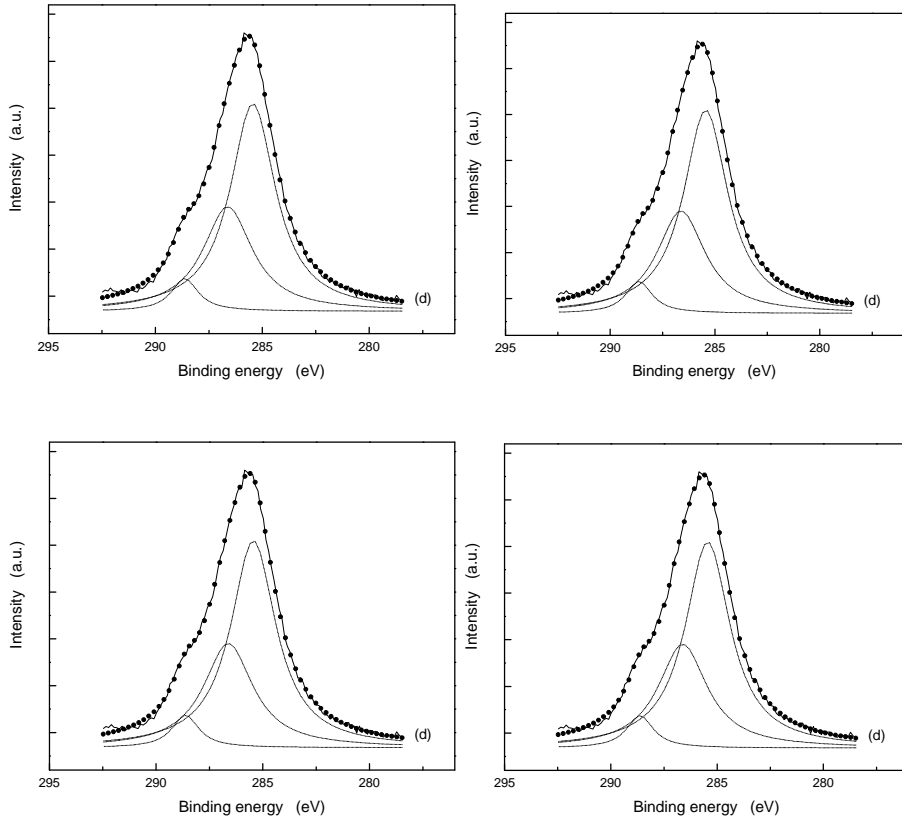 Intensity (a.u.)
(d)
295 290 285 280
Binding energy (eV)
Intensity (a.u.)
(d)
295 290 285 280
Binding energy (eV)
Intensity (a.u.)
(d)
295 290 285 280
Binding energy (eV)
Intensity (a.u.)
(d)
295 290 285 280
Binding energy (eV)